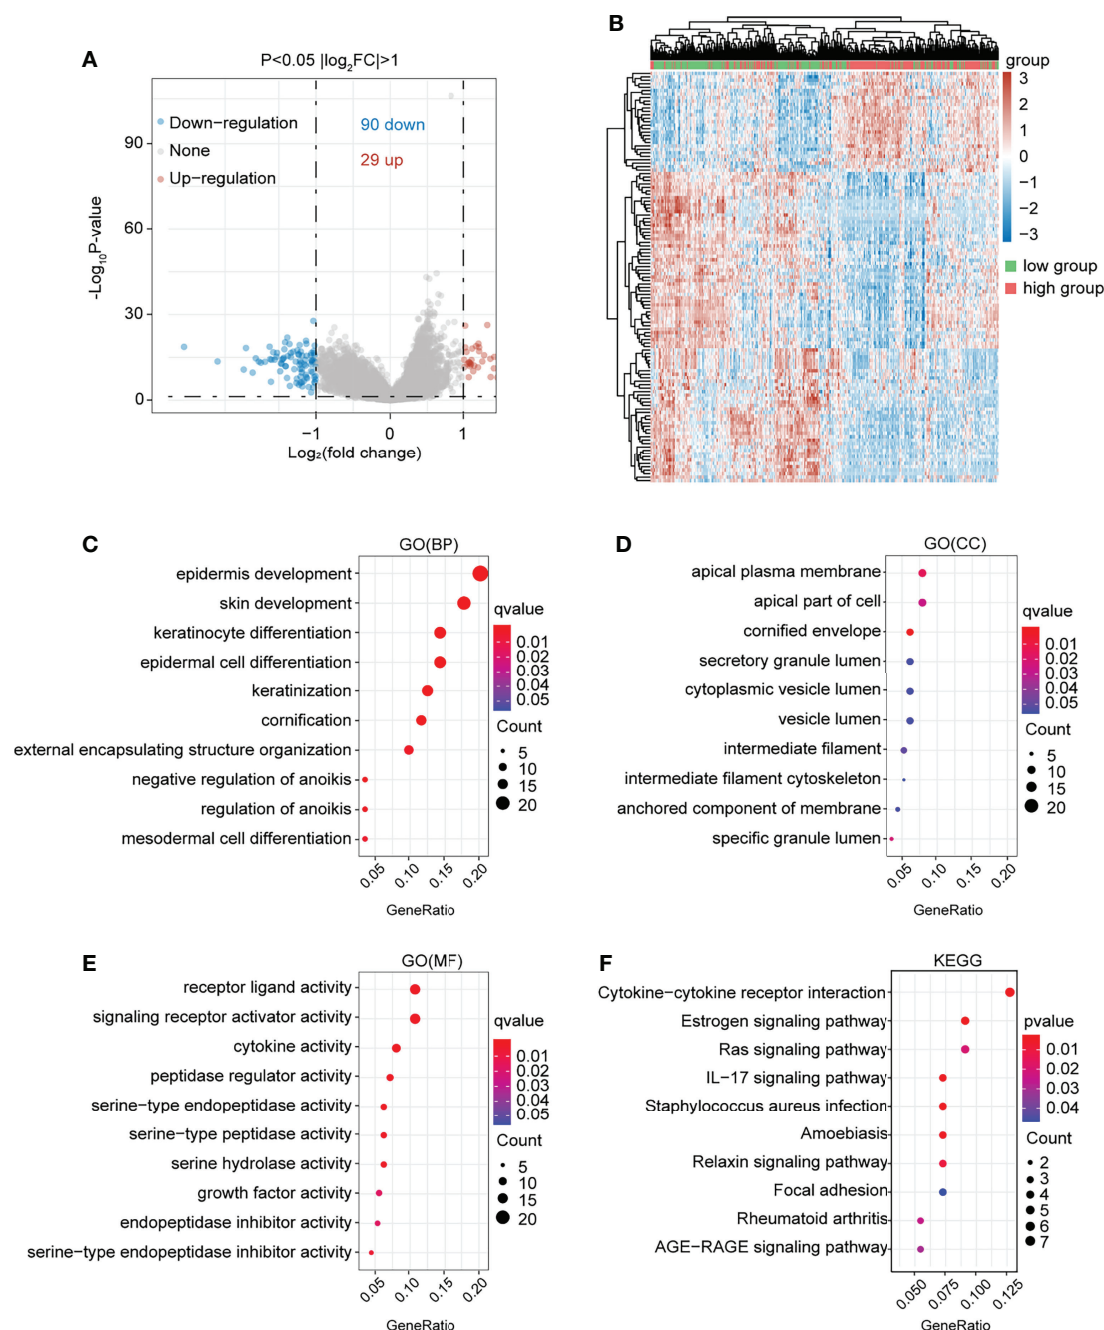 A
P<0.05 |log₂FC|>1
Down−regulation
None
Up−regulation
90 down
29 up
90
60
30
0
-Log₁₀P-value
−1
0
1
Log₂(fold change)
B
group
3
2
1
0
−1
−2
−3
low group
high group
C
GO(BP)
epidermis development
skin development
keratinocyte differentiation
epidermal cell differentiation
keratinization
cornification
external encapsulating structure organization
negative regulation of anoikis
regulation of anoikis
mesodermal cell differentiation
0.05
0.10
0.15
0.20
GeneRatio
qvalue
0.01
0.02
0.03
0.04
0.05
Count
5
10
15
20
D
GO(CC)
apical plasma membrane
apical part of cell
cornified envelope
secretory granule lumen
cytoplasmic vesicle lumen
vesicle lumen
intermediate filament
intermediate filament cytoskeleton
anchored component of membrane
specific granule lumen
0.05
0.10
0.15
0.20
GeneRatio
qvalue
0.01
0.02
0.03
0.04
0.05
Count
5
10
15
20
E
GO(MF)
receptor ligand activity
signaling receptor activator activity
cytokine activity
peptidase regulator activity
serine−type endopeptidase activity
serine−type peptidase activity
serine hydrolase activity
growth factor activity
endopeptidase inhibitor activity
serine−type endopeptidase inhibitor activity
0.05
0.10
0.15
0.20
GeneRatio
qvalue
0.01
0.02
0.03
0.04
0.05
Count
5
10
15
20
F
KEGG
Cytokine−cytokine receptor interaction
Estrogen signaling pathway
Ras signaling pathway
IL−17 signaling pathway
Staphylococcus aureus infection
Amoebiasis
Relaxin signaling pathway
Focal adhesion
Rheumatoid arthritis
AGE−RAGE signaling pathway
0.050
0.075
0.100
0.125
GeneRatio
pvalue
0.01
0.02
0.03
0.04
Count
2
3
4
5
6
7